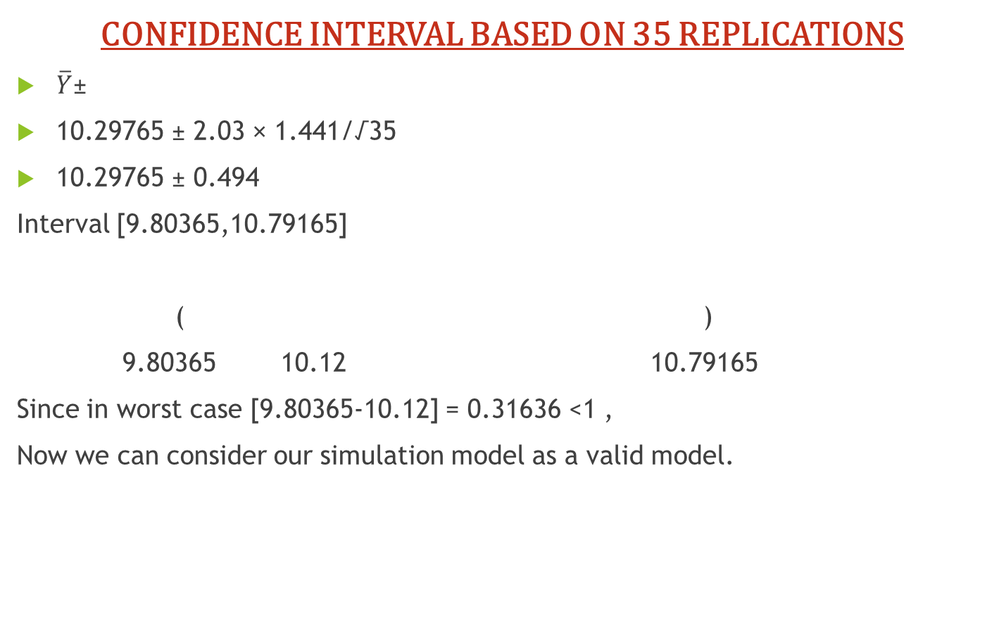 CONFIDENCE INTERVAL BASED ON 35 REPLICATIONS
Ȳ ±
10.29765 ± 2.03 × 1.441/√35
10.29765 ± 0.494
Interval [9.80365,10.79165]
( )
9.80365 10.12 10.79165
Since in worst case [9.80365-10.12] = 0.31636 <1 ,
Now we can consider our simulation model as a valid model.